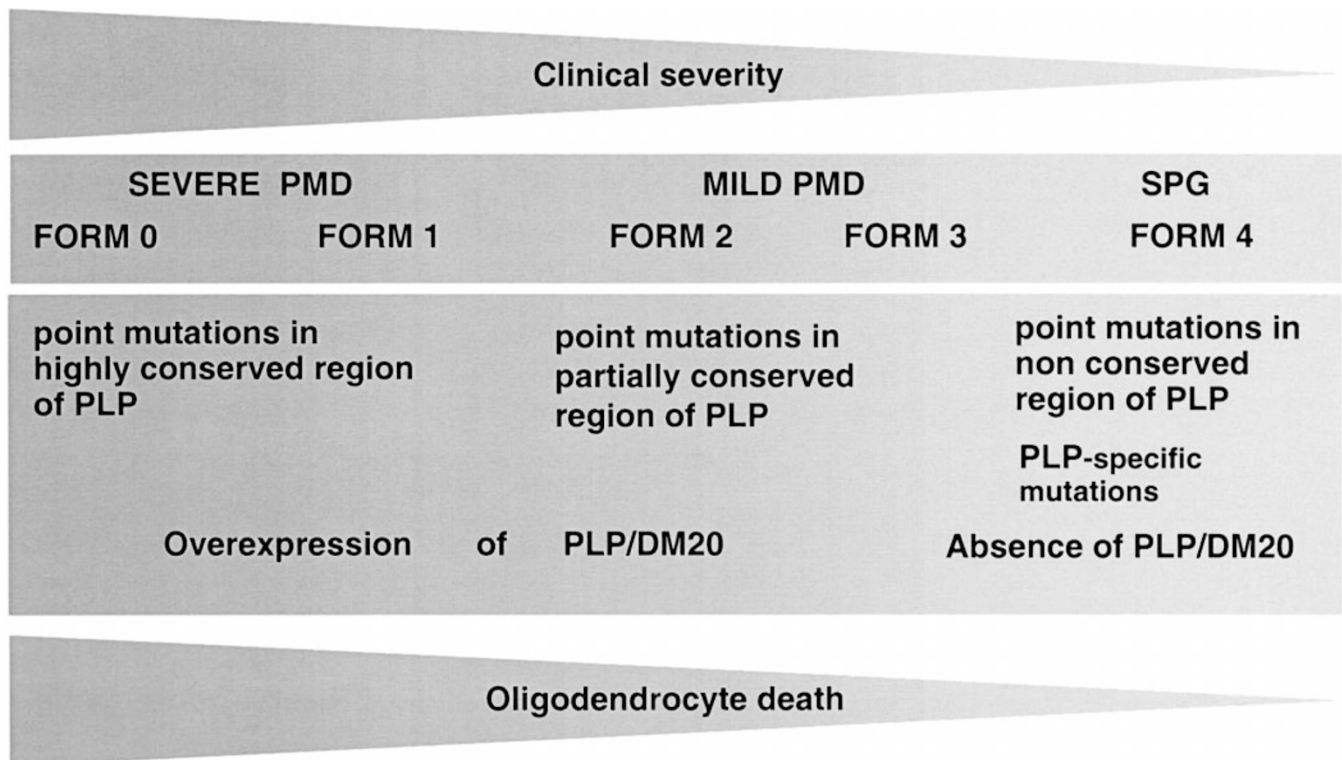 Clinical severity
SEVERE PMD MILD PMD SPG
FORM 0 FORM 1 FORM 2 FORM 3 FORM 4
point mutations in
highly conserved region
of PLP
point mutations in
partially conserved
region of PLP
point mutations in
non conserved
region of PLP
PLP-specific
mutations
Overexpression of PLP/DM20
Absence of PLP/DM20
Oligodendrocyte death